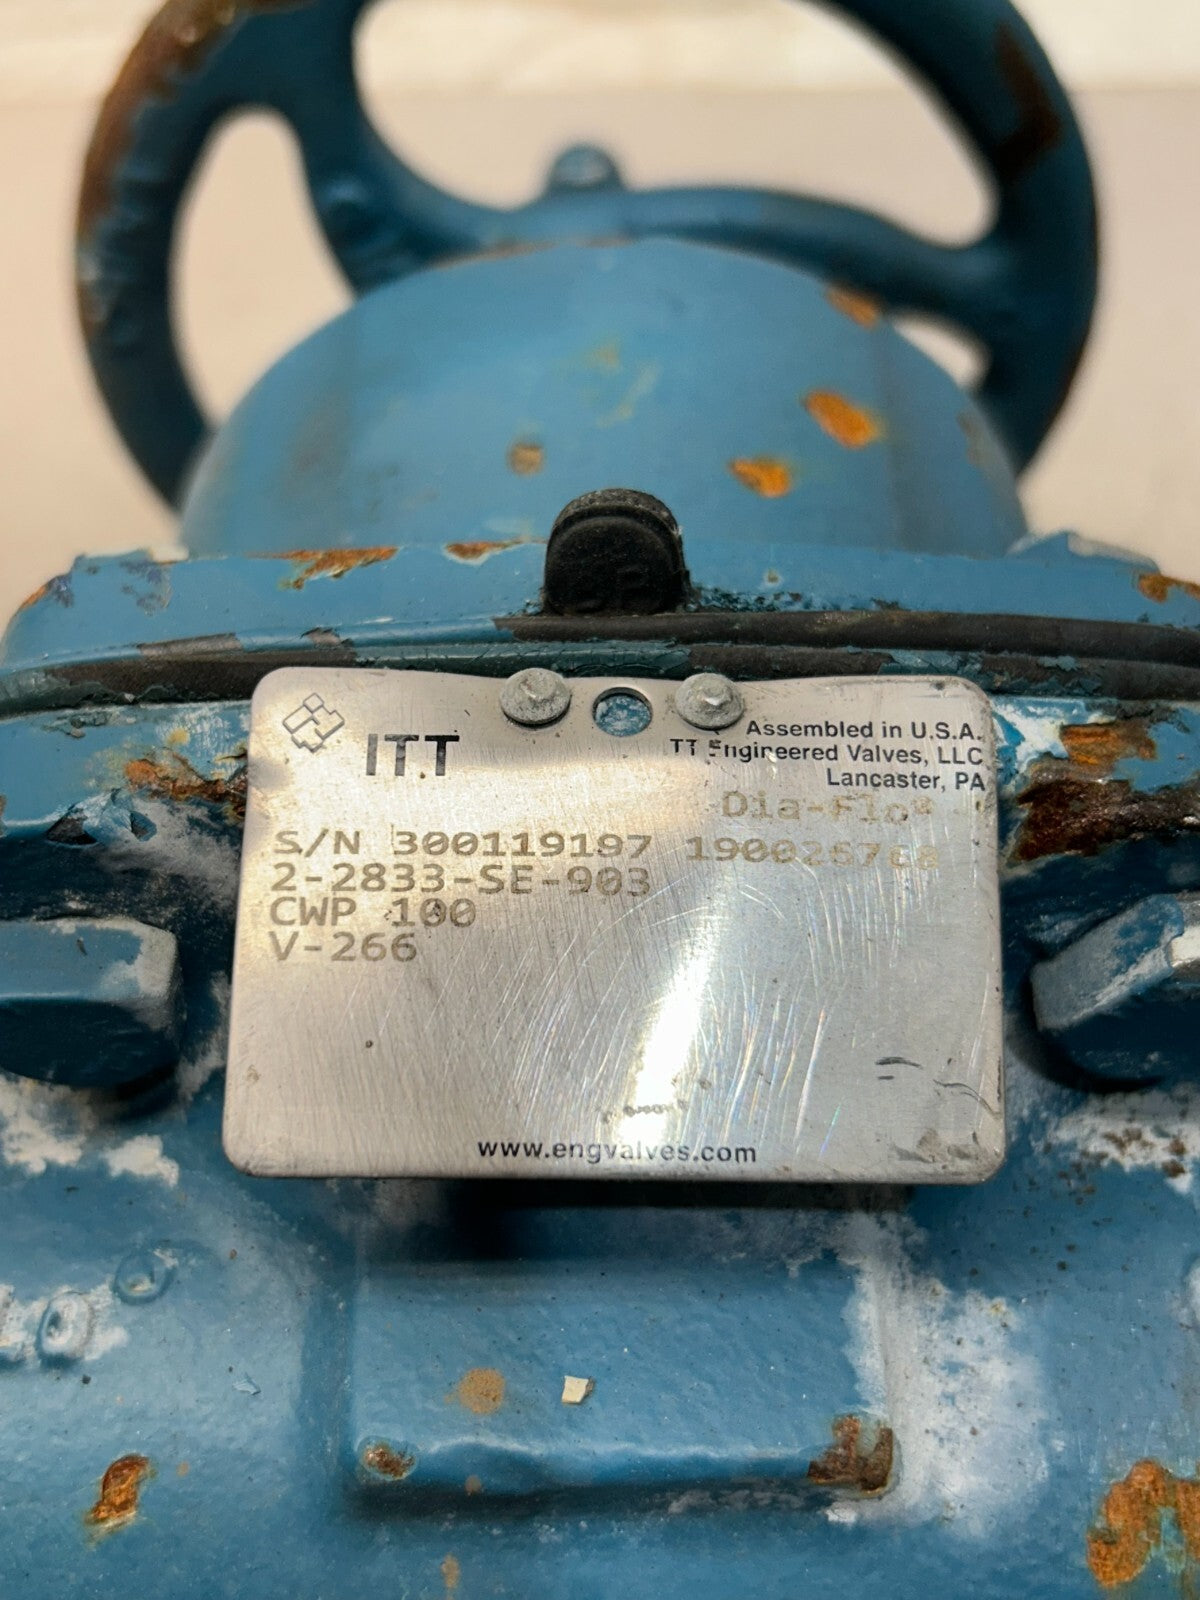 ITT
Assembled in U.S.A.
Engineered Valves, LLC
Lancaster, PA
Dia-Flo®
S/N 300119197
2-2833-SE-903
CWP 100
V-266
www.engvalves.com